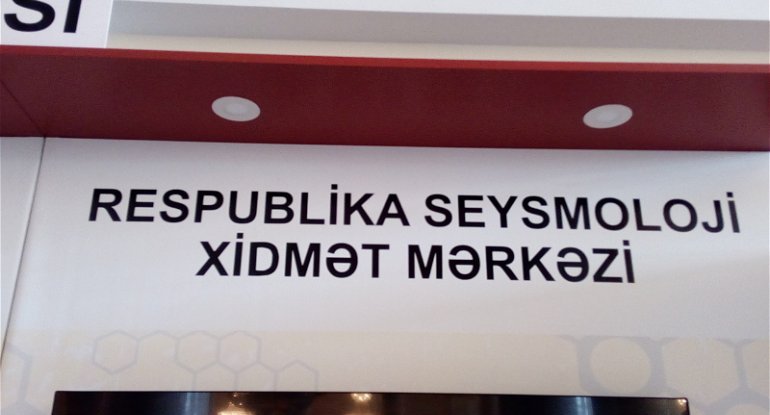 RESPUBLİKA SEYSMOLOJİ
XİDMƏT MƏRKƏZİ